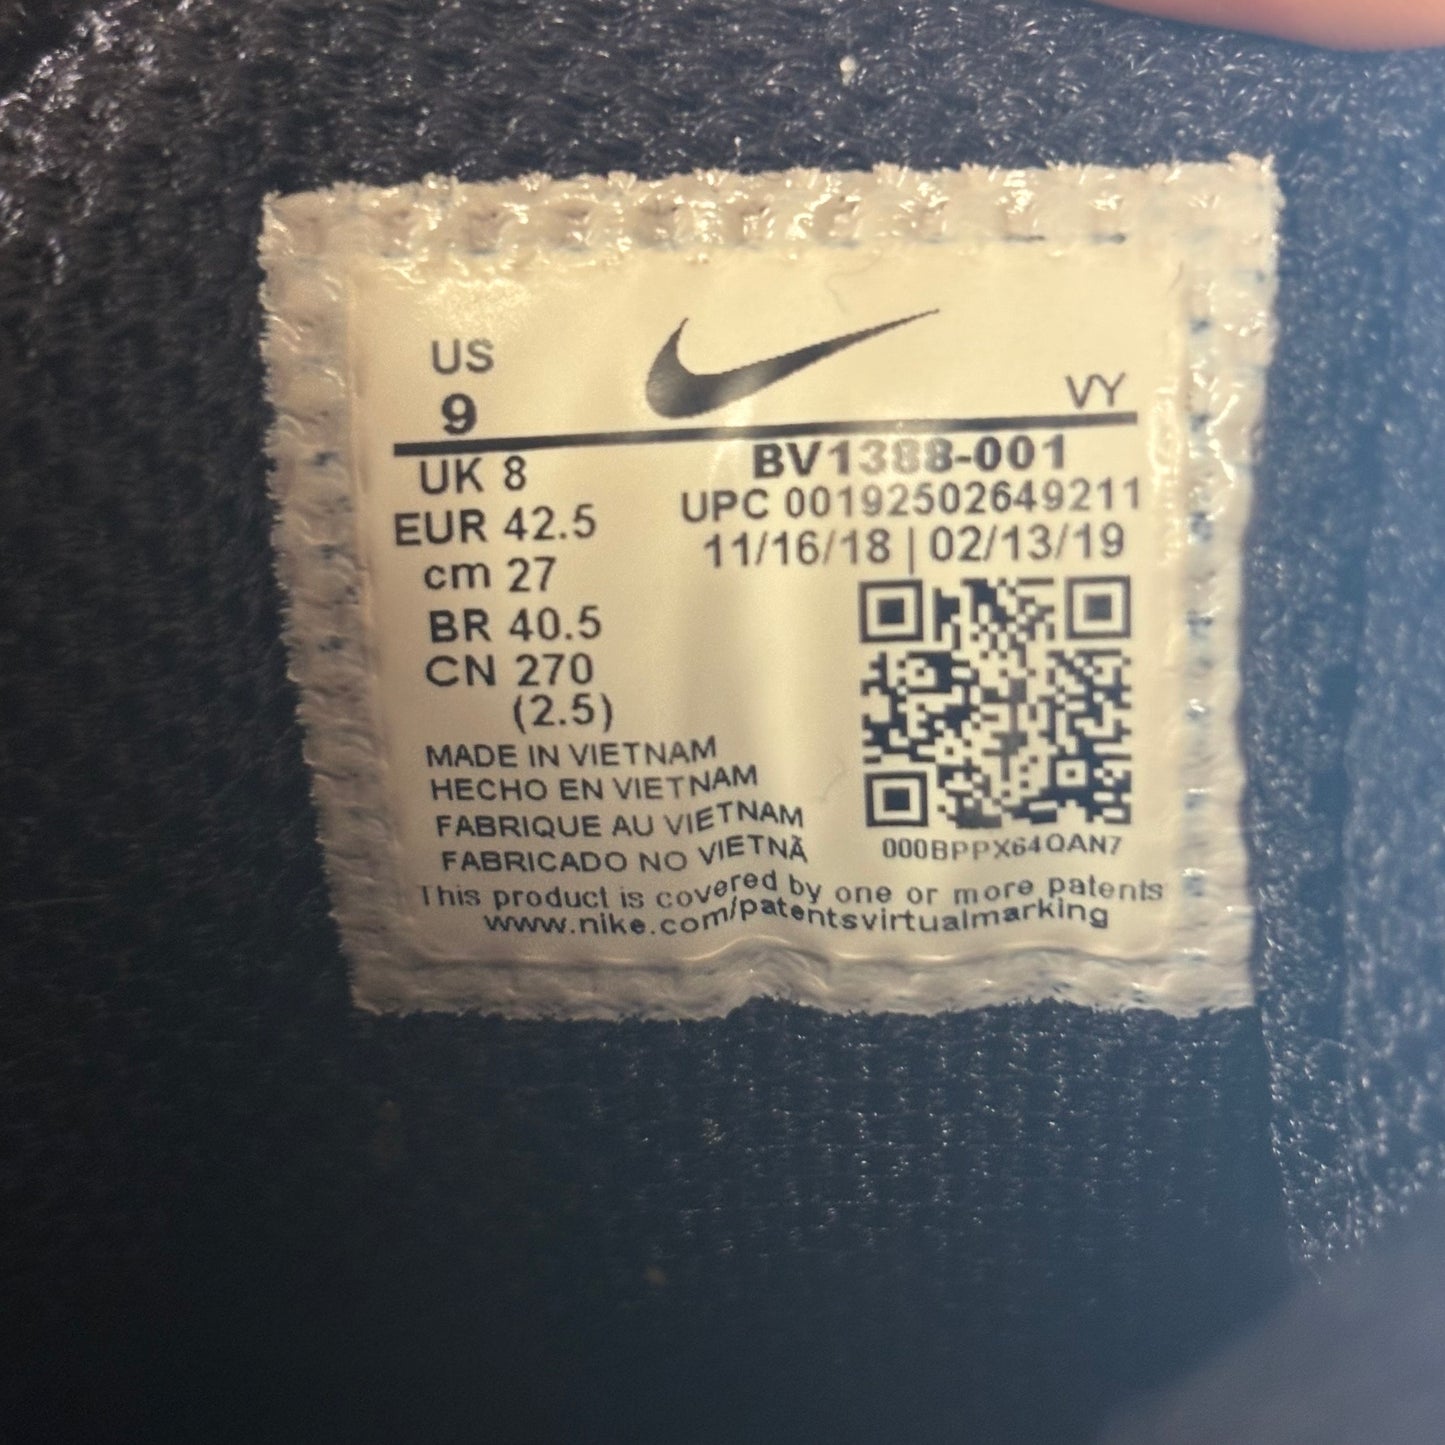 US
9
VY
UK 8
BV1388-001
EUR 42.5
UPC 00192502649211
cm 27
11/16/18 | 02/13/19
BR 40.5
CN 270
(2.5)
MADE IN VIETNAM
HECHO EN VIETNAM
FABRIQUE AU VIETNAM
FABRICADO NO VIETNÃ
000BPPX64QAN7
This product is covered by one or more patents
www.nike.com/patentsvirtualmarking